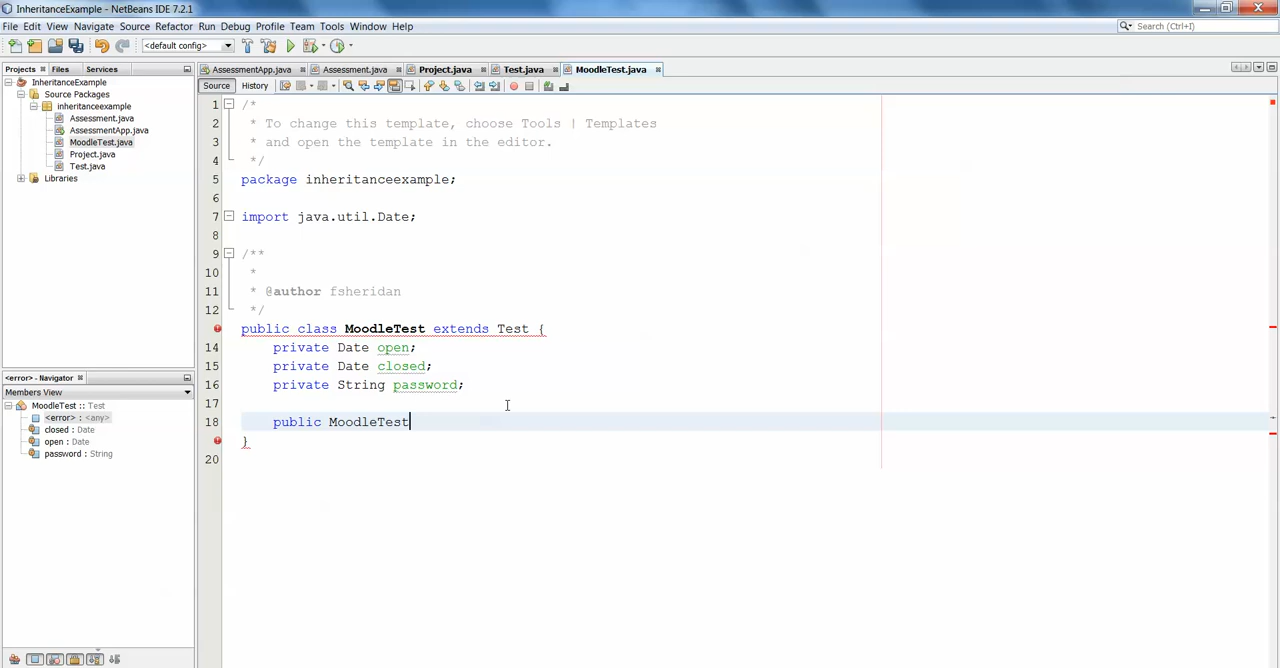 InheritanceExample - NetBeans IDE 7.2.1
File Edit View Navigate Source Refactor Run Debug Profile Team Tools Window Help
Search (Ctrl+I)
<default config>
Projects Files Services
AssessmentApp.java Assessment.java Project.java Test.java MoodleTest.java
InheritanceExample
Source Packages
inheritanceexample
Assessment.java
AssessmentApp.java
MoodleTest.java
Project.java
Test.java
Libraries
<error> - Navigator
Members View
MoodleTest :: Test
<error> : <any>
closed : Date
open : Date
password : String
Source History
1 /*
2 * To change this template, choose Tools | Templates
3 * and open the template in the editor.
4 */
5 package inheritanceexample;
6
7 import java.util.Date;
8
9 /**
10 *
11 * @author fsheridan
12 */
public class MoodleTest extends Test {
14 private Date open;
15 private Date closed;
16 private String password;
17
18 public MoodleTest
}
20